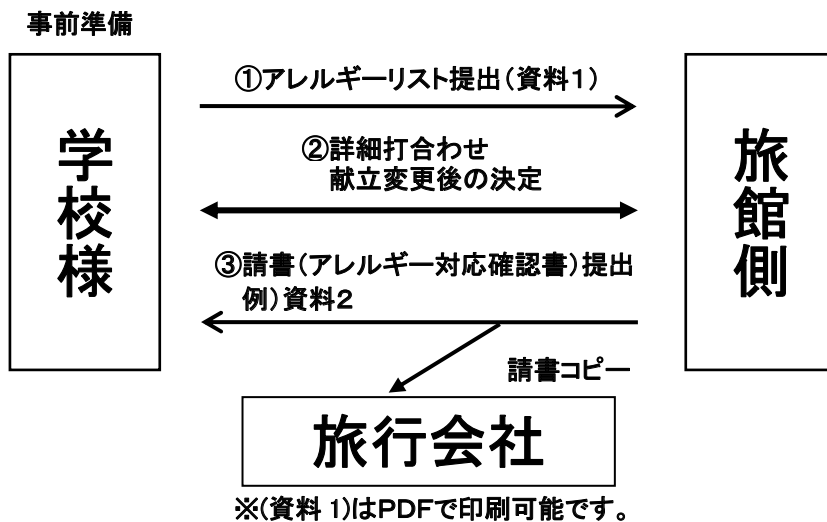 事前準備
学校様
①アレルギーリスト提出(資料1)
②詳細打合わせ
献立変更後の決定
③請書(アレルギー対応確認書)提出
例)資料2
旅館側
請書コピー
旅行会社
※(資料 1)はPDFで印刷可能です。